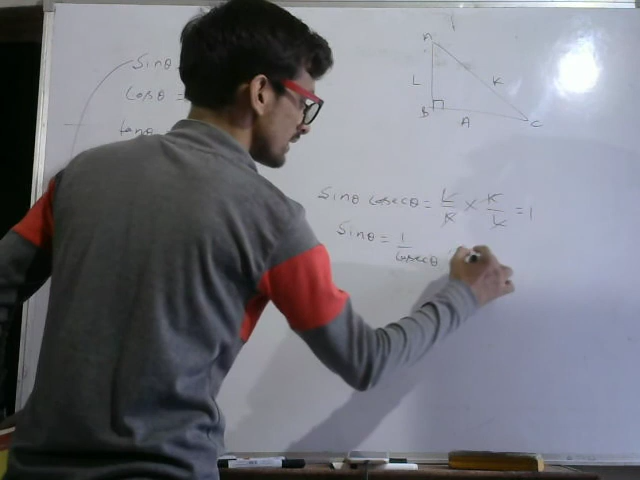 Sinθ
Cosθ =
tanθ
A
L
K
B
A
C
Sinθ Cosecθ = L/K × K/L = 1
Sinθ = 1/Cosecθ